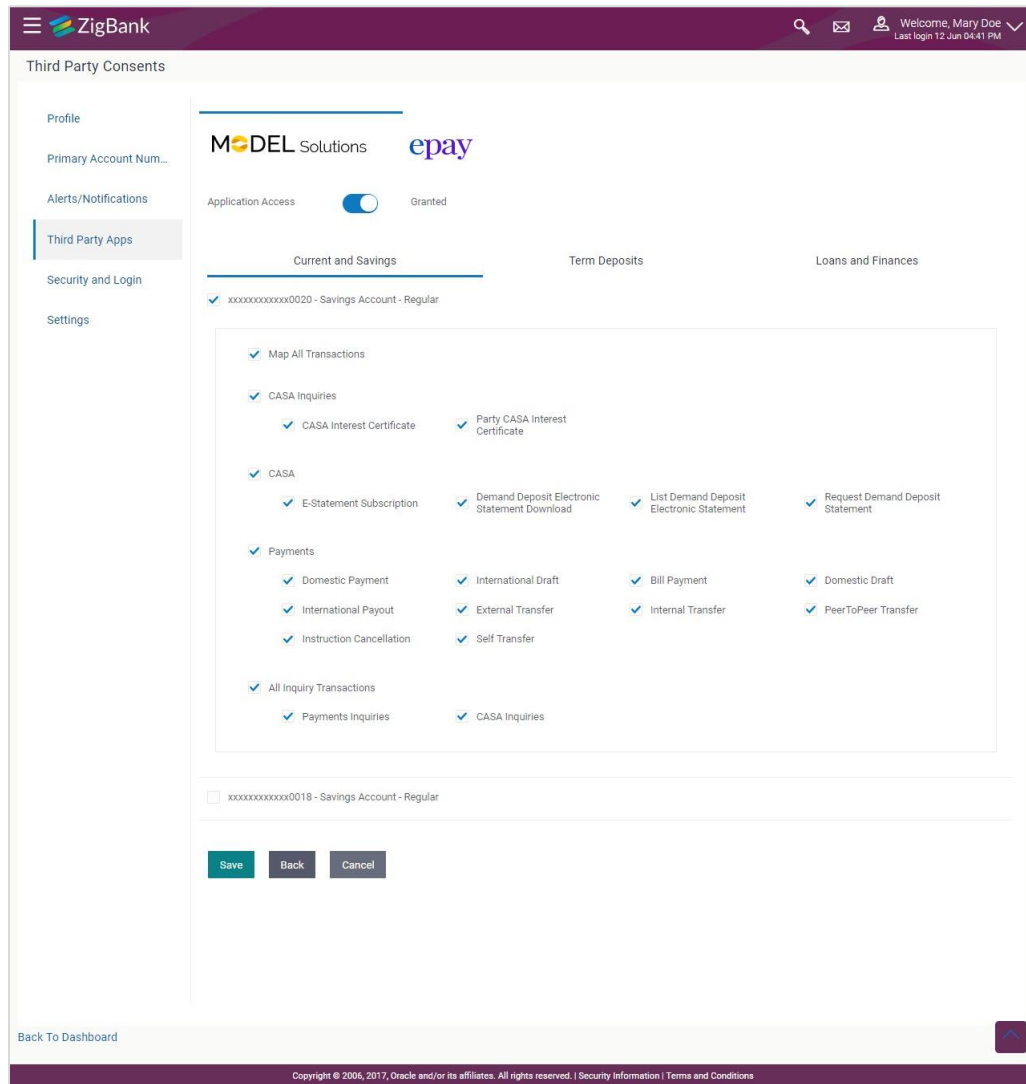 ZigBank
Welcome, Mary Doe
Last login 12 Jun 04:41 PM
Third Party Consents
Profile
Primary Account Num...
Alerts/Notifications
Third Party Apps
Security and Login
Settings
MODEL Solutions epay
Application Access Granted
Current and Savings Term Deposits Loans and Finances
xxxxxxxxxxxx0020 - Savings Account - Regular
Map All Transactions
CASA Inquiries
CASA Interest Certificate Party CASA Interest
Certificate
CASA
E-Statement Subscription Demand Deposit Electronic
Statement Download List Demand Deposit
Electronic Statement Request Demand Deposit
Statement
Payments
Domestic Payment International Draft Bill Payment Domestic Draft
International Payout External Transfer Internal Transfer PeerToPeer Transfer
Instruction Cancellation Self Transfer
All Inquiry Transactions
Payments Inquiries CASA Inquiries
xxxxxxxxxxxx0018 - Savings Account - Regular
Save Back Cancel
Back To Dashboard
Copyright © 2006, 2017, Oracle and/or its affiliates. All rights reserved. | Security Information | Terms and Conditions